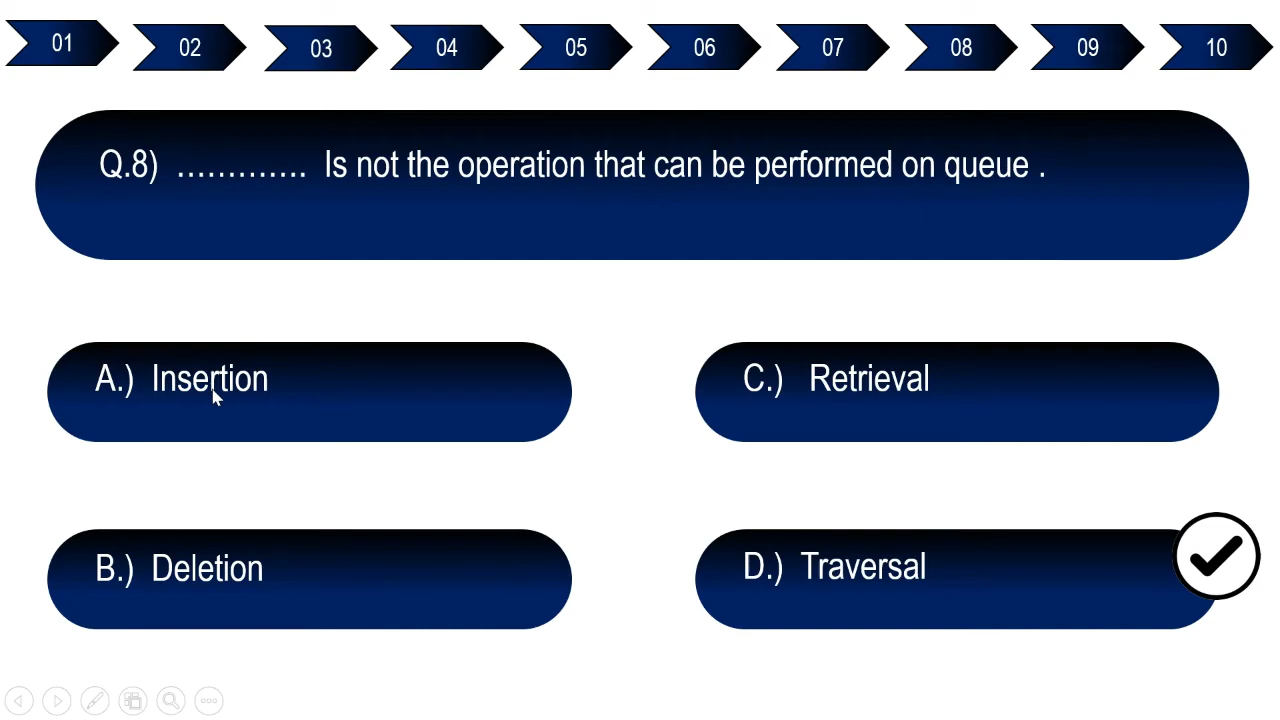 01 02 03 04 05 06 07 08 09 10
Q.8) ............. Is not the operation that can be performed on queue .
A.) Insertion
C.) Retrieval
B.) Deletion
D.) Traversal